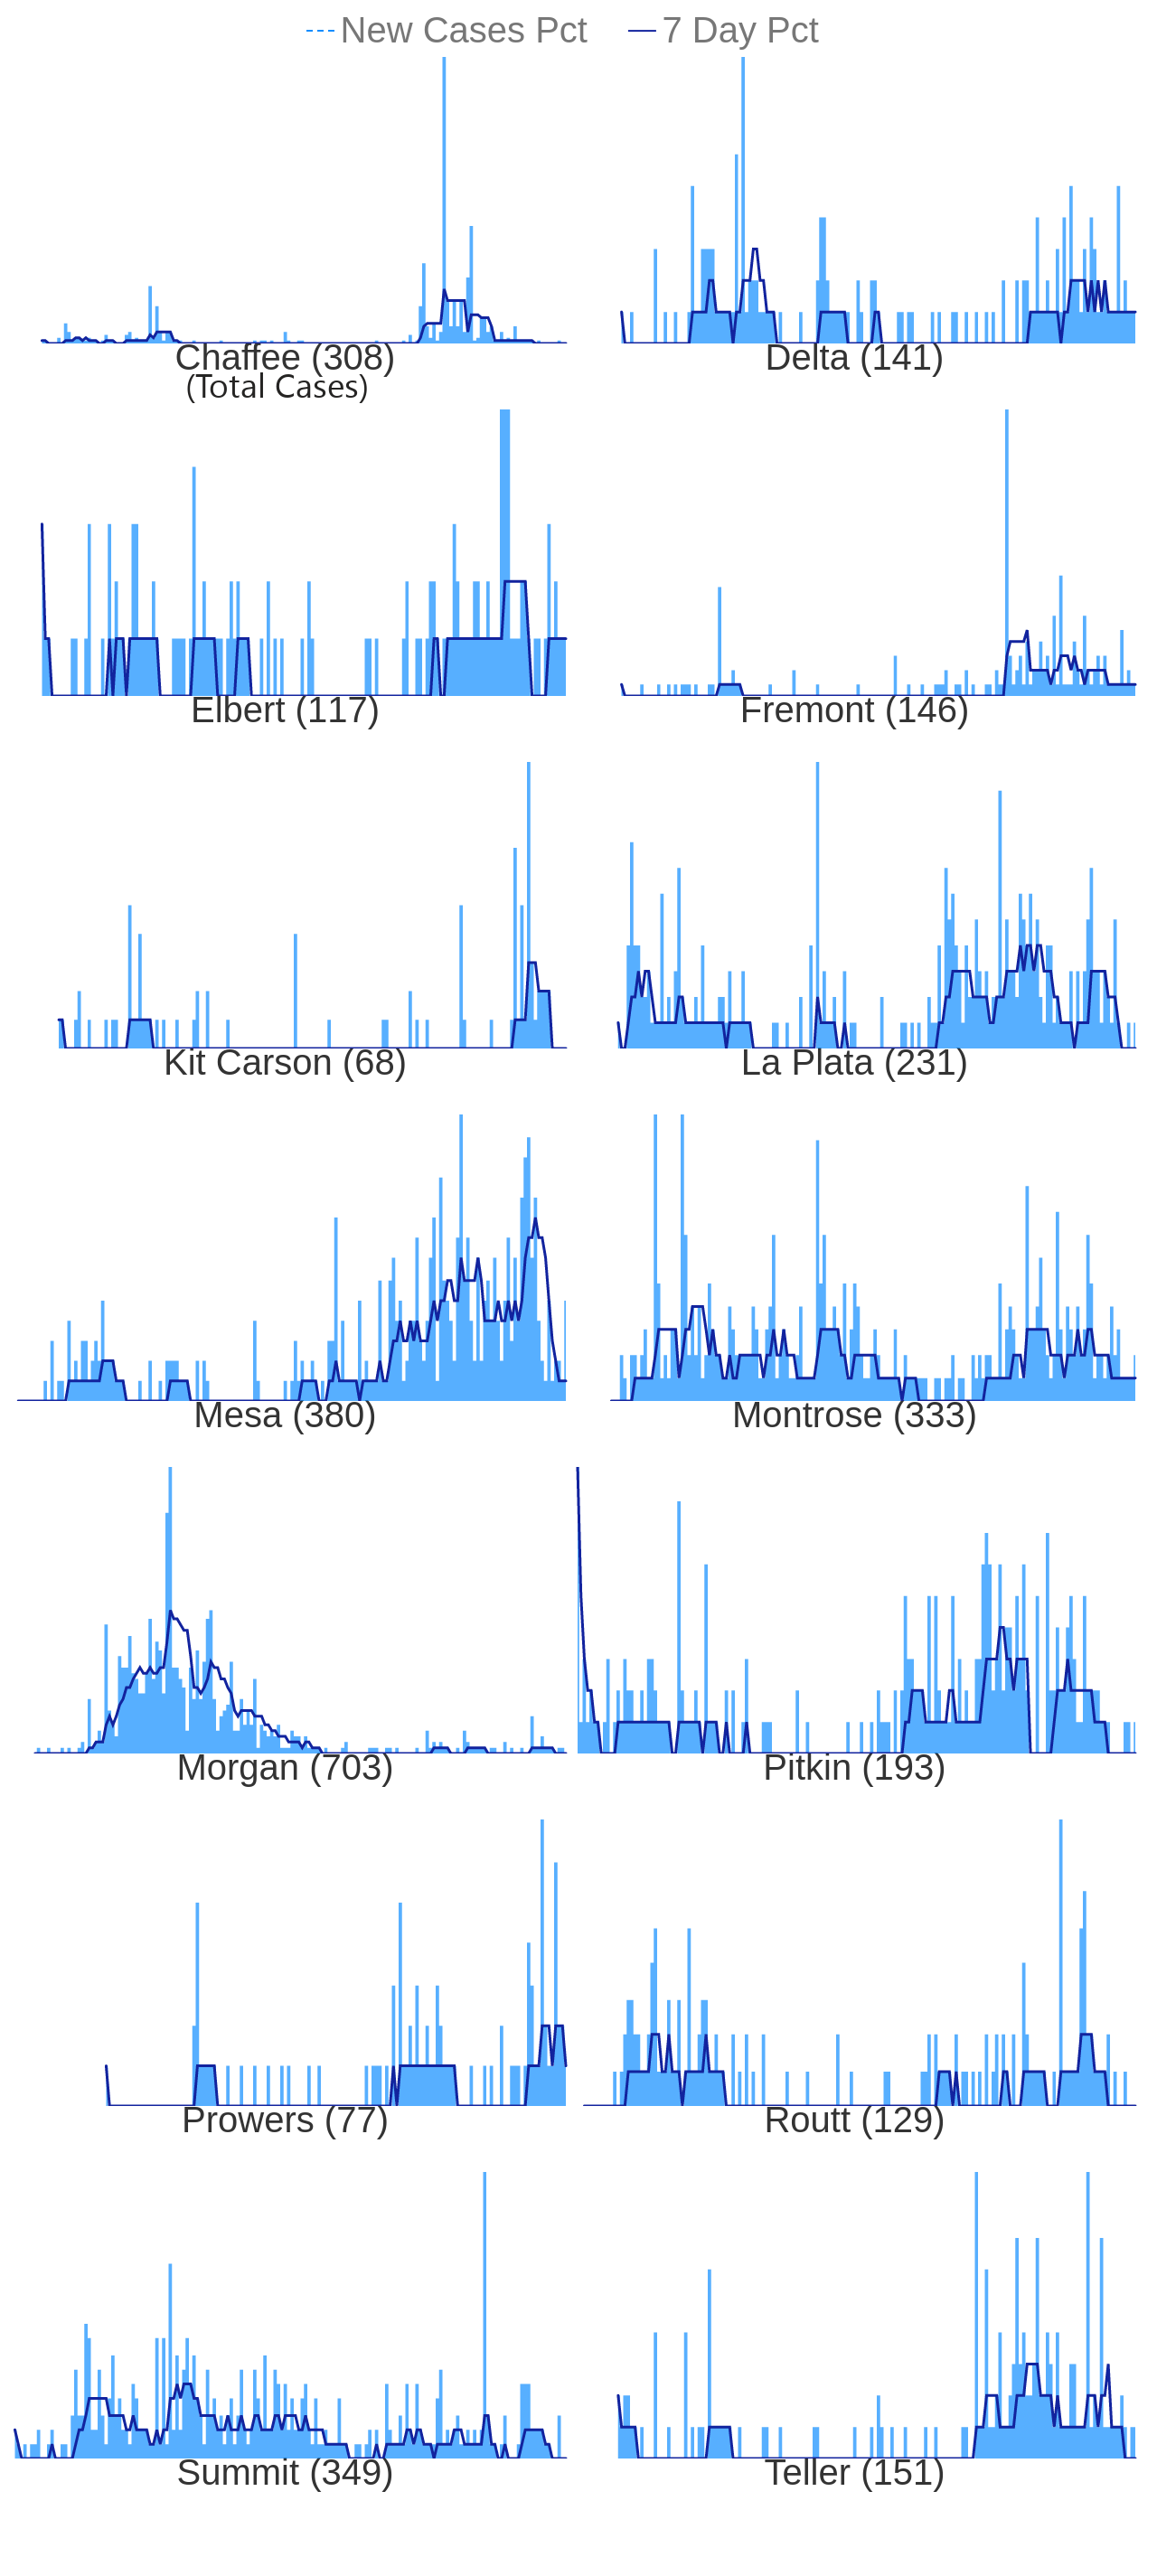 New Cases Pct 7 Day Pct
Chaffee (308) Delta (141)
(Total Cases)
Elbert (117) Fremont (146)
Kit Carson (68) La Plata (231)
Mesa (380) Montrose (333)
Morgan (703) Pitkin (193)
Prowers (77) Routt (129)
Summit (349) Teller (151)